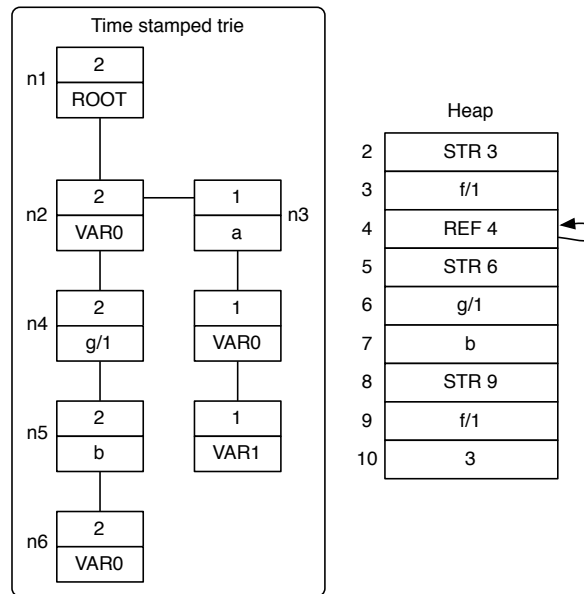 Time stamped trie
n1
2
ROOT
n2
2
VAR0
1
a
n3
n4
2
g/1
1
VAR0
n5
2
b
1
VAR1
n6
2
VAR0
Heap
2 STR 3
3 f/1
4 REF 4
5 STR 6
6 g/1
7 b
8 STR 9
9 f/1
10 3